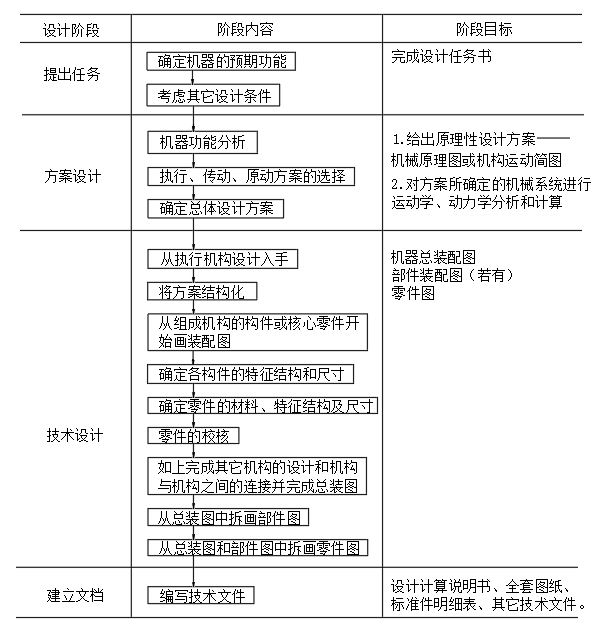 设计阶段
阶段内容
阶段目标
提出任务
确定机器的预期功能
考虑其它设计条件
完成设计任务书
方案设计
机器功能分析
执行、传动、原动方案的选择
确定总体设计方案
1.给出原理性设计方案——
机械原理图或机构运动简图
2.对方案所确定的机械系统进行
运动学、动力学分析和计算
技术设计
从执行机构设计入手
将方案结构化
从组成机构的构件或核心零件开
始画装配图
确定各构件的特征结构和尺寸
确定零件的材料、特征结构及尺寸
零件的校核
如上完成其它机构的设计和机构
与机构之间的连接并完成总装图
从总装图中拆画部件图
从总装图和部件图中拆画零件图
机器总装配图
部件装配图（若有）
零件图
建立文档
编写技术文件
设计计算说明书、全套图纸、
标准件明细表、其它技术文件。